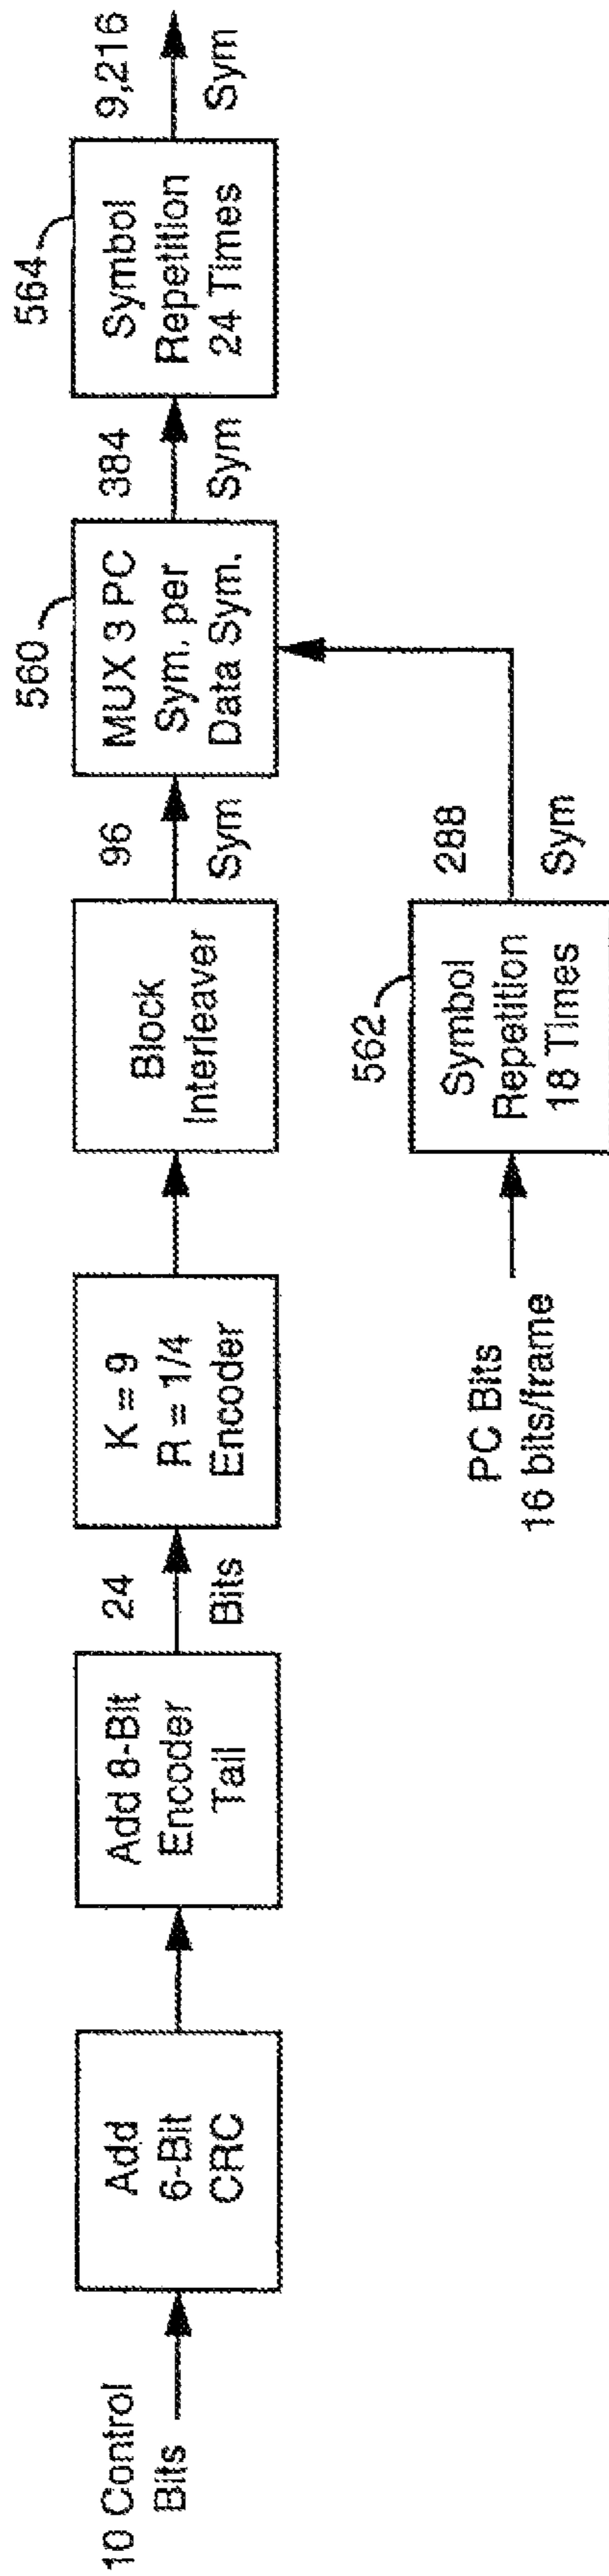 10 Control
Bits
Add
6-Bit
CRC
Add 8-Bit
Encoder
Tail
24
Bits
K = 9
R = 1/4
Encoder
Block
Interleaver
96
Sym
560
MUX 3 PC
Sym. per
Data Sym.
384
Sym
564
Symbol
Repetition
24 Times
9,216
Sym
PC Bits
16 bits/frame
562
Symbol
Repetition
18 Times
288
Sym